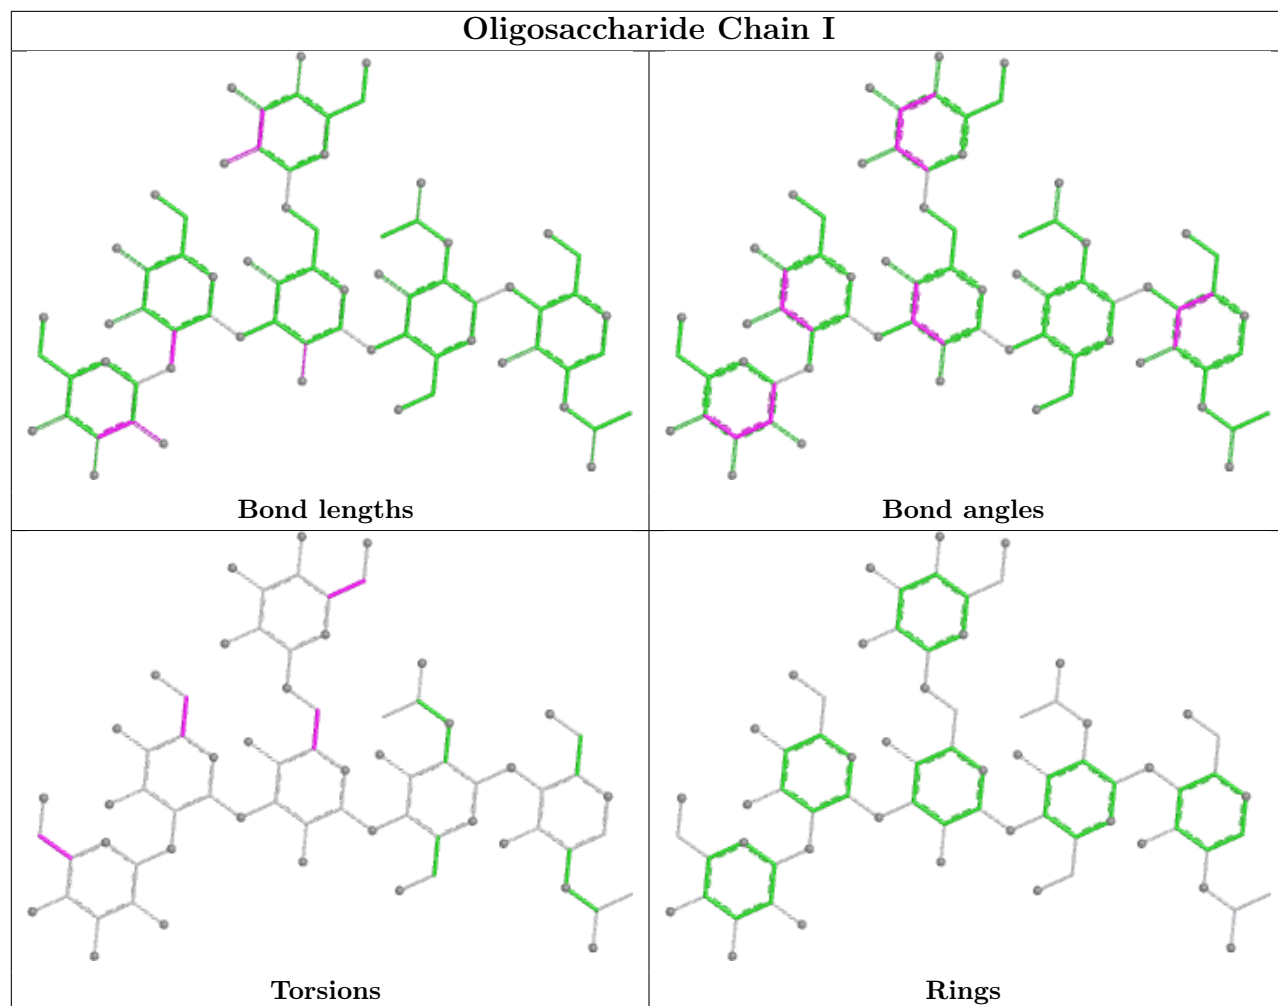 Oligosaccharide Chain I
Bond lengths
Bond angles
Torsions
Rings